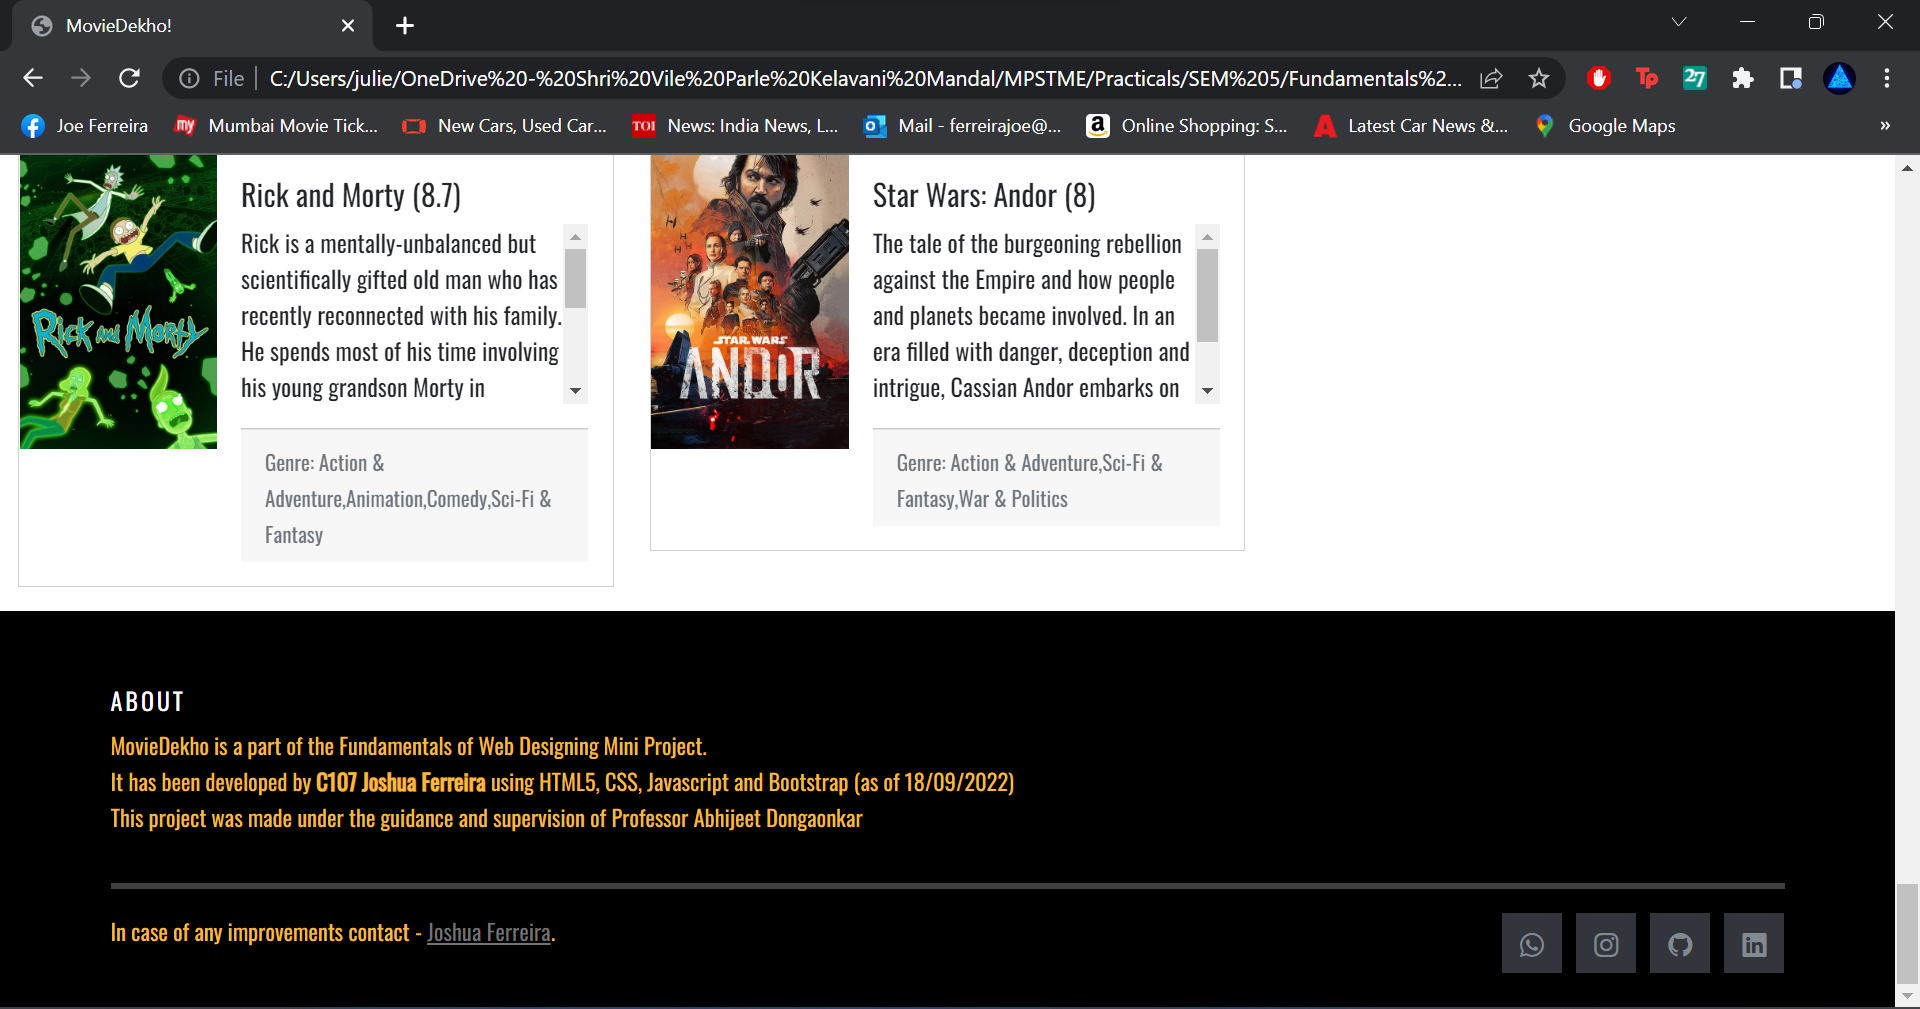 MovieDekho!
File
C:/Users/julie/OneDrive%20-%20Shri%20Vile%20Parle%20Kelavani%20Mandal/MPSTME/Practicals/SEM%205/Fundamentals%2...
Tp
27
Joe Ferreira
my Mumbai Movie Tick...
New Cars, Used Car...
TOI News: India News, L...
Mail - ferreirajoe@...
a Online Shopping: S...
Latest Car News &...
Google Maps
»
RICK AND MORTY
Rick and Morty (8.7)
Rick is a mentally-unbalanced but
scientifically gifted old man who has
recently reconnected with his family.
He spends most of his time involving
his young grandson Morty in
Genre: Action &
Adventure,Animation,Comedy,Sci-Fi &
Fantasy
STAR WARS
ANDOR
Star Wars: Andor (8)
The tale of the burgeoning rebellion
against the Empire and how people
and planets became involved. In an
era filled with danger, deception and
intrigue, Cassian Andor embarks on
Genre: Action & Adventure,Sci-Fi &
Fantasy,War & Politics
ABOUT
MovieDekho is a part of the Fundamentals of Web Designing Mini Project.
It has been developed by C107 Joshua Ferreira using HTML5, CSS, Javascript and Bootstrap (as of 18/09/2022)
This project was made under the guidance and supervision of Professor Abhijeet Dongaonkar
In case of any improvements contact - Joshua Ferreira.
in